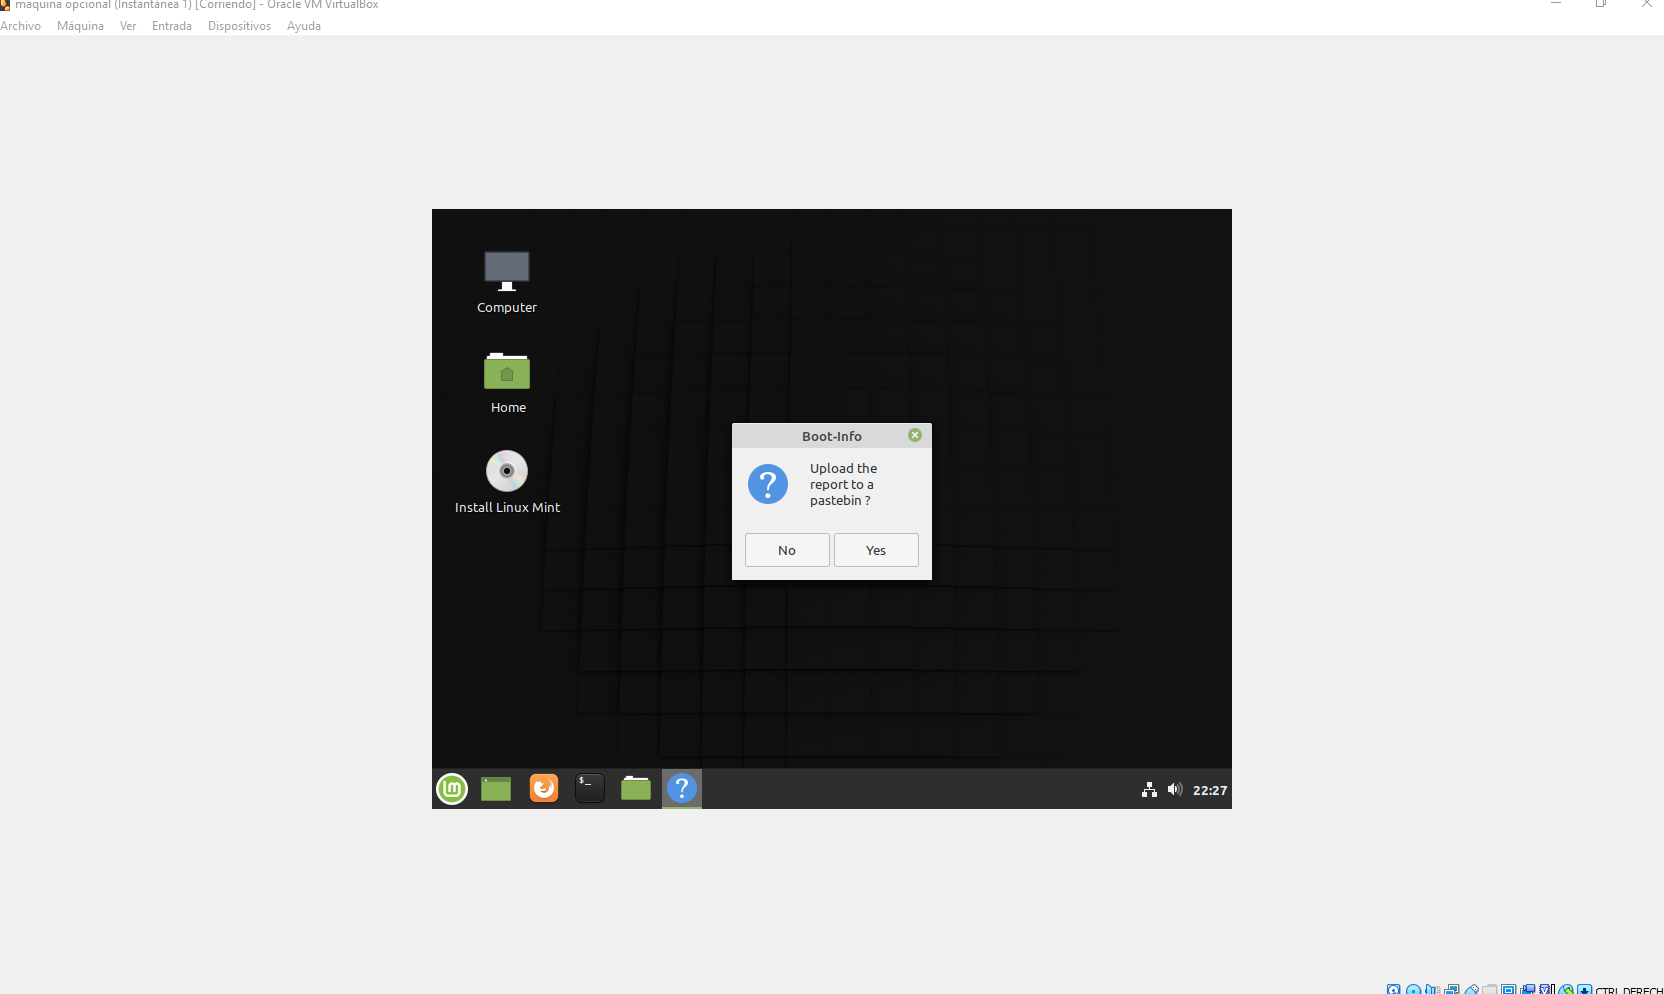 maquina opcional (Instantánea 1) [Corriendo] - Oracle VM VirtualBox
Archivo Máquina Ver Entrada Dispositivos Ayuda
Computer
Home
Install Linux Mint
Boot-Info
Upload the
report to a
pastebin ?
No Yes
22:27
CTRL DERECH